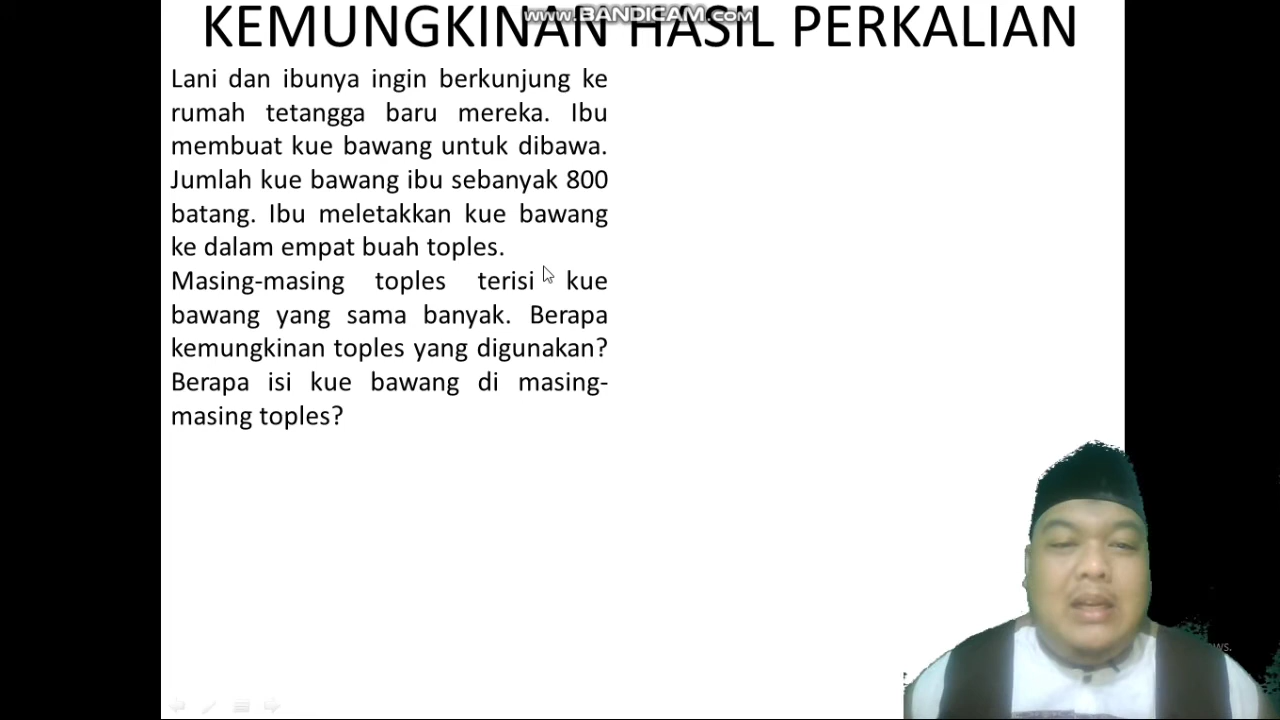 www.BANDICAM.com
KEMUNGKINAN HASIL PERKALIAN
Lani dan ibunya ingin berkunjung ke
rumah tetangga baru mereka. Ibu
membuat kue bawang untuk dibawa.
Jumlah kue bawang ibu sebanyak 800
batang. Ibu meletakkan kue bawang
ke dalam empat buah toples.
Masing-masing toples terisi kue
bawang yang sama banyak. Berapa
kemungkinan toples yang digunakan?
Berapa isi kue bawang di masing-
masing toples?